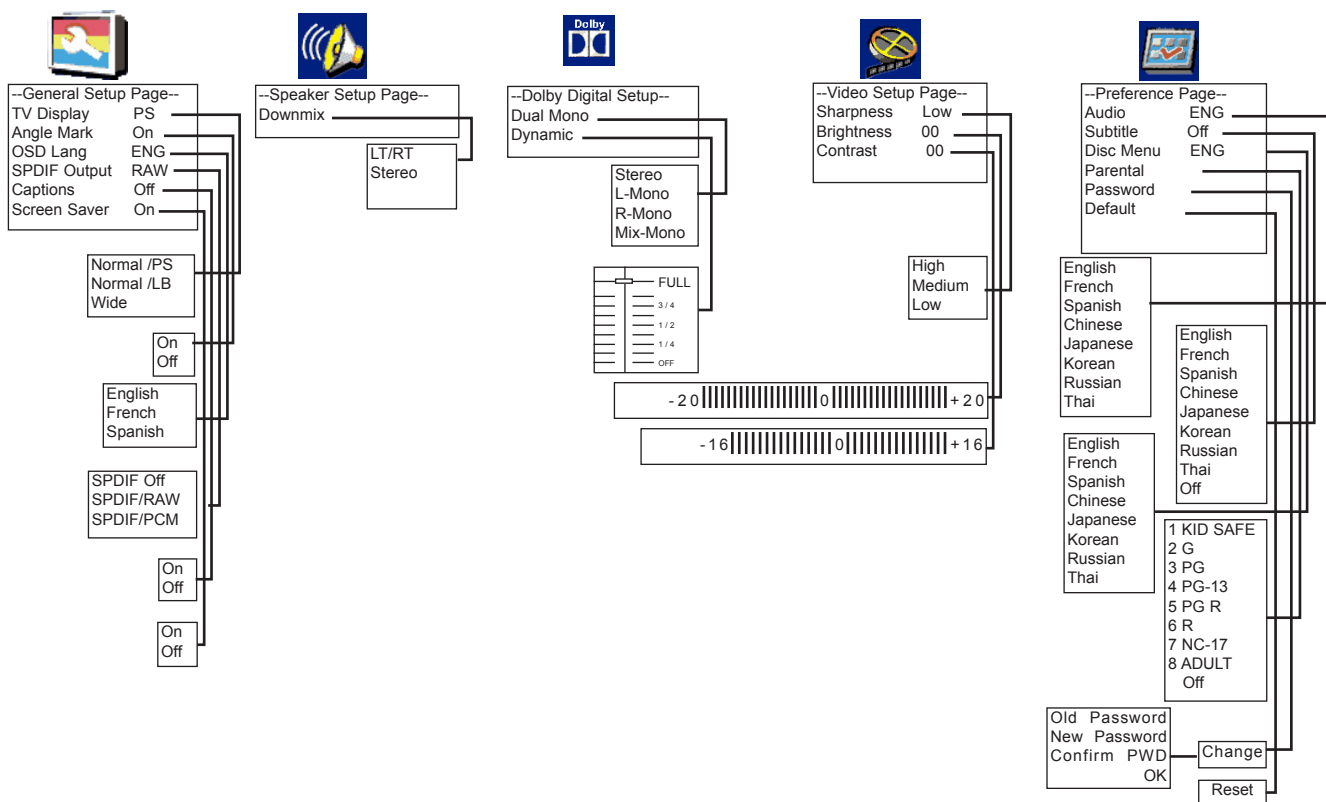 Dolby
--General Setup Page--
TV Display PS
Angle Mark On
OSD Lang ENG
SPDIF Output RAW
Captions Off
Screen Saver On
Normal /PS
Normal /LB
Wide
On
Off
English
French
Spanish
SPDIF Off
SPDIF/RAW
SPDIF/PCM
On
Off
On
Off
--Speaker Setup Page--
Downmix
LT/RT
Stereo
--Dolby Digital Setup--
Dual Mono
Dynamic
Stereo
L-Mono
R-Mono
Mix-Mono
FULL
3 / 4
1 / 2
1 / 4
OFF
--Video Setup Page--
Sharpness Low
Brightness 00
Contrast 00
High
Medium
Low
-20 0 +20
-16 0 +16
--Preference Page--
Audio ENG
Subtitle Off
Disc Menu ENG
Parental
Password
Default
English
French
Spanish
Chinese
Japanese
Korean
Russian
Thai
English
French
Spanish
Chinese
Japanese
Korean
Russian
Thai
Off
English
French
Spanish
Chinese
Japanese
Korean
Russian
Thai
1 KID SAFE
2 G
3 PG
4 PG-13
5 PG R
6 R
7 NC-17
8 ADULT
Off
Old Password
New Password
Confirm PWD
OK
Change
Reset